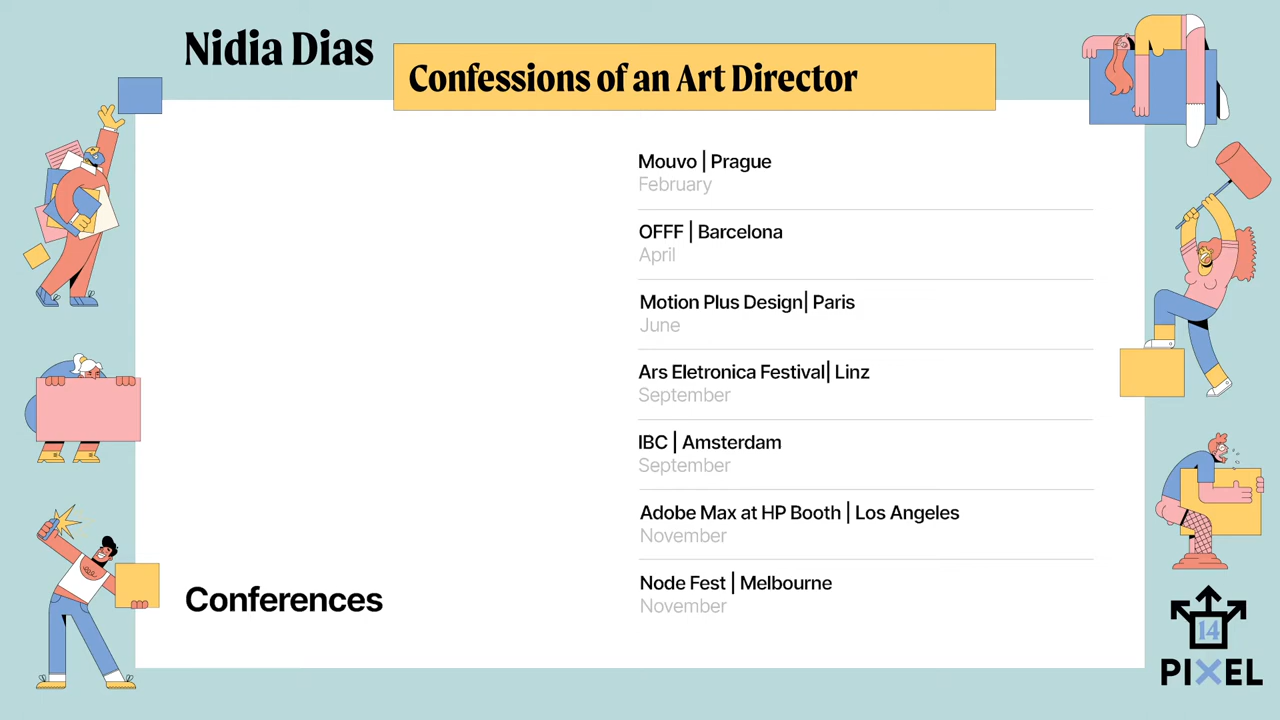 Nidia Dias
Confessions of an Art Director
Mouvo | Prague
February
OFFF | Barcelona
April
Motion Plus Design| Paris
June
Ars Eletronica Festival| Linz
September
IBC | Amsterdam
September
Adobe Max at HP Booth | Los Angeles
November
Node Fest | Melbourne
November
Conferences
14
PIXEL